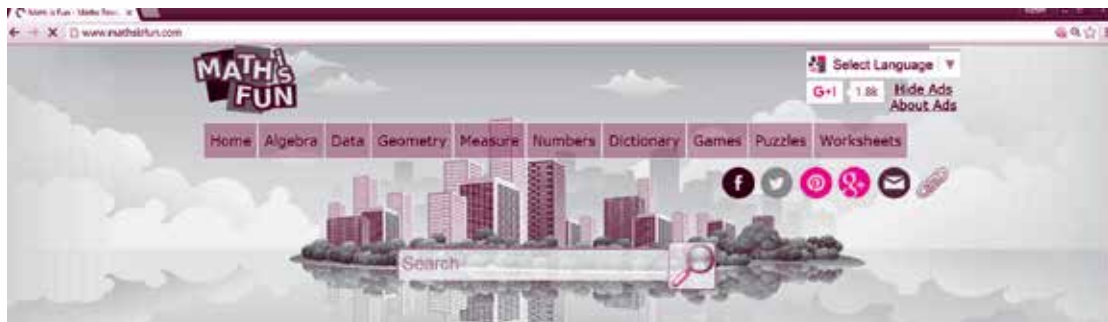 www.mathsisfun.com
MATH
iS
FUN
Select Language
G+1 1.8k Hide Ads
About Ads
Home Algebra Data Geometry Measure Numbers Dictionary Games Puzzles Worksheets
Search